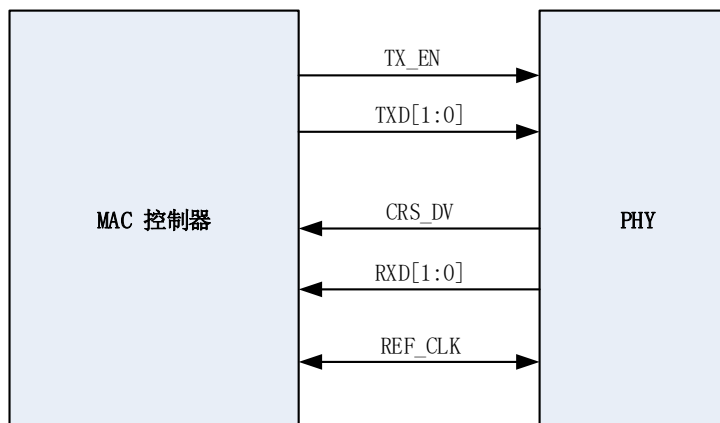 TX_EN
TXD[1:0]
MAC 控制器
CRS_DV
PHY
RXD[1:0]
REF_CLK